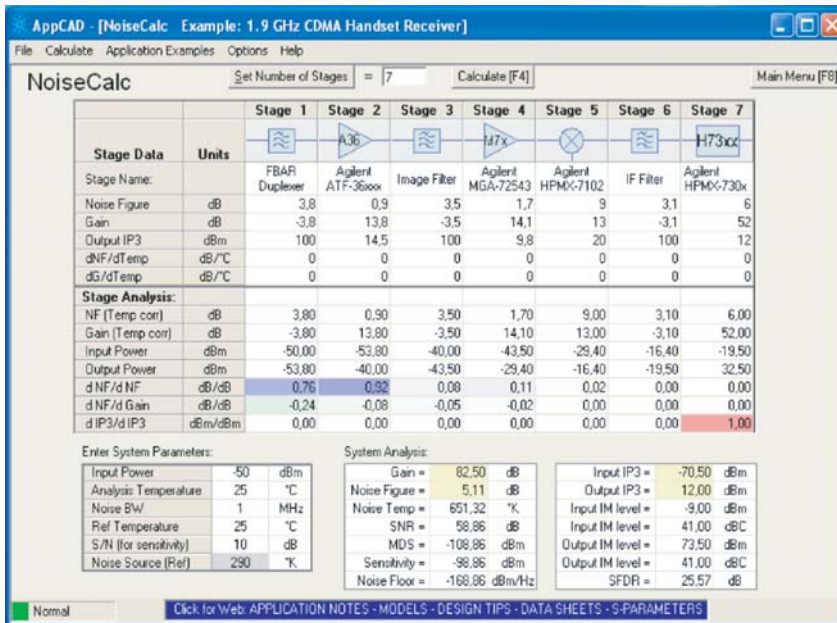 AppCAD - [NoiseCalc Example: 1.9 GHz CDMA Handset Receiver]
File Calculate Application Examples Options Help
NoiseCalc Set Number of Stages = 7 Calculate [F4] Main Menu [F8]
Stage 1 Stage 2 Stage 3 Stage 4 Stage 5 Stage 6 Stage 7
A36 M7x H73xx
Stage Data Units
Stage Name: FBAR Duplexer Agilent ATF-36xxx Image Filter Agilent MGA-72543 Agilent HPMX-7102 IF Filter Agilent HPMX-730x
Noise Figure dB 3,8 0,9 3,5 1,7 9 3,1 6
Gain dB -3,8 13,8 -3,5 14,1 13 -3,1 52
Output IP3 dBm 100 14,5 100 9,8 20 100 12
dNF/dTemp dB/°C 0 0 0 0 0 0 0
dG/dTemp dB/°C 0 0 0 0 0 0 0
Stage Analysis:
NF (Temp corr) dB 3,80 0,90 3,50 1,70 9,00 3,10 6,00
Gain (Temp corr) dB -3,80 13,80 -3,50 14,10 13,00 -3,10 52,00
Input Power dBm -50,00 -53,80 -40,00 -43,50 -29,40 -16,40 -19,50
Output Power dBm -53,80 -40,00 -43,50 -29,40 -16,40 -19,50 32,50
d NF/d NF dB/dB 0,76 0,92 0,08 0,11 0,02 0,00 0,00
d NF/d Gain dB/dB -0,24 -0,08 -0,05 -0,02 0,00 0,00 0,00
d IP3/d IP3 dBm/dBm 0,00 0,00 0,00 0,00 0,00 0,00 1,00
Enter System Parameters:
Input Power -50 dBm
Analysis Temperature 25 °C
Noise BW 1 MHz
Ref Temperature 25 °C
S/N (for sensitivity) 10 dB
Noise Source (Ref) 290 °K
System Analysis:
Gain = 82,50 dB
Noise Figure = 5,11 dB
Noise Temp = 651,32 °K
SNR = 58,86 dB
MDS = -108,86 dBm
Sensitivity = -98,86 dBm
Noise Floor = -168,86 dBm/Hz
Input IP3 = -70,50 dBm
Output IP3 = 12,00 dBm
Input IM level = -9,00 dBm
Input IM level = 41,00 dBC
Output IM level = 73,50 dBm
Output IM level = 41,00 dBC
SFDR = 25,57 dB
Normal Click for Web: APPLICATION NOTES - MODELS - DESIGN TIPS - DATA SHEETS - S-PARAMETERS